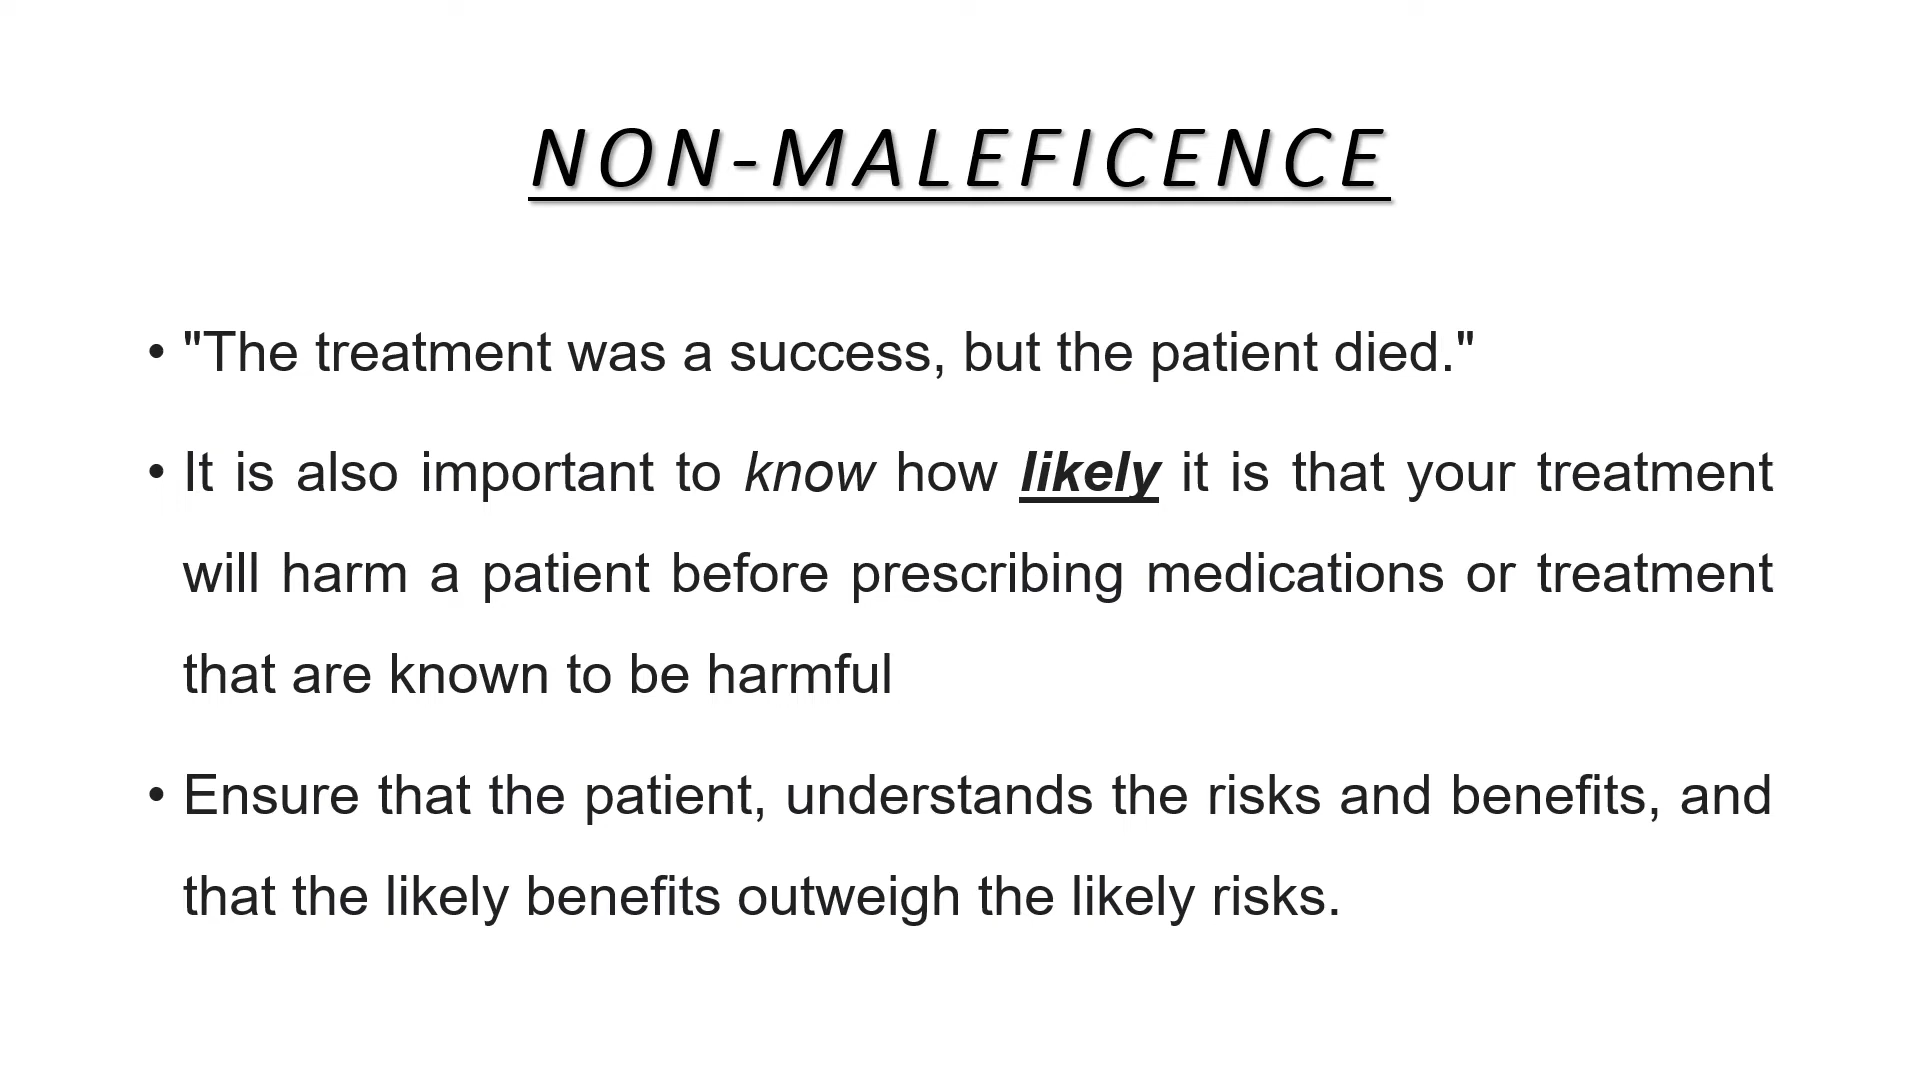 NON-MALEFICENCE
• "The treatment was a success, but the patient died."
• It is also important to know how likely it is that your treatment
will harm a patient before prescribing medications or treatment
that are known to be harmful
• Ensure that the patient, understands the risks and benefits, and
that the likely benefits outweigh the likely risks.